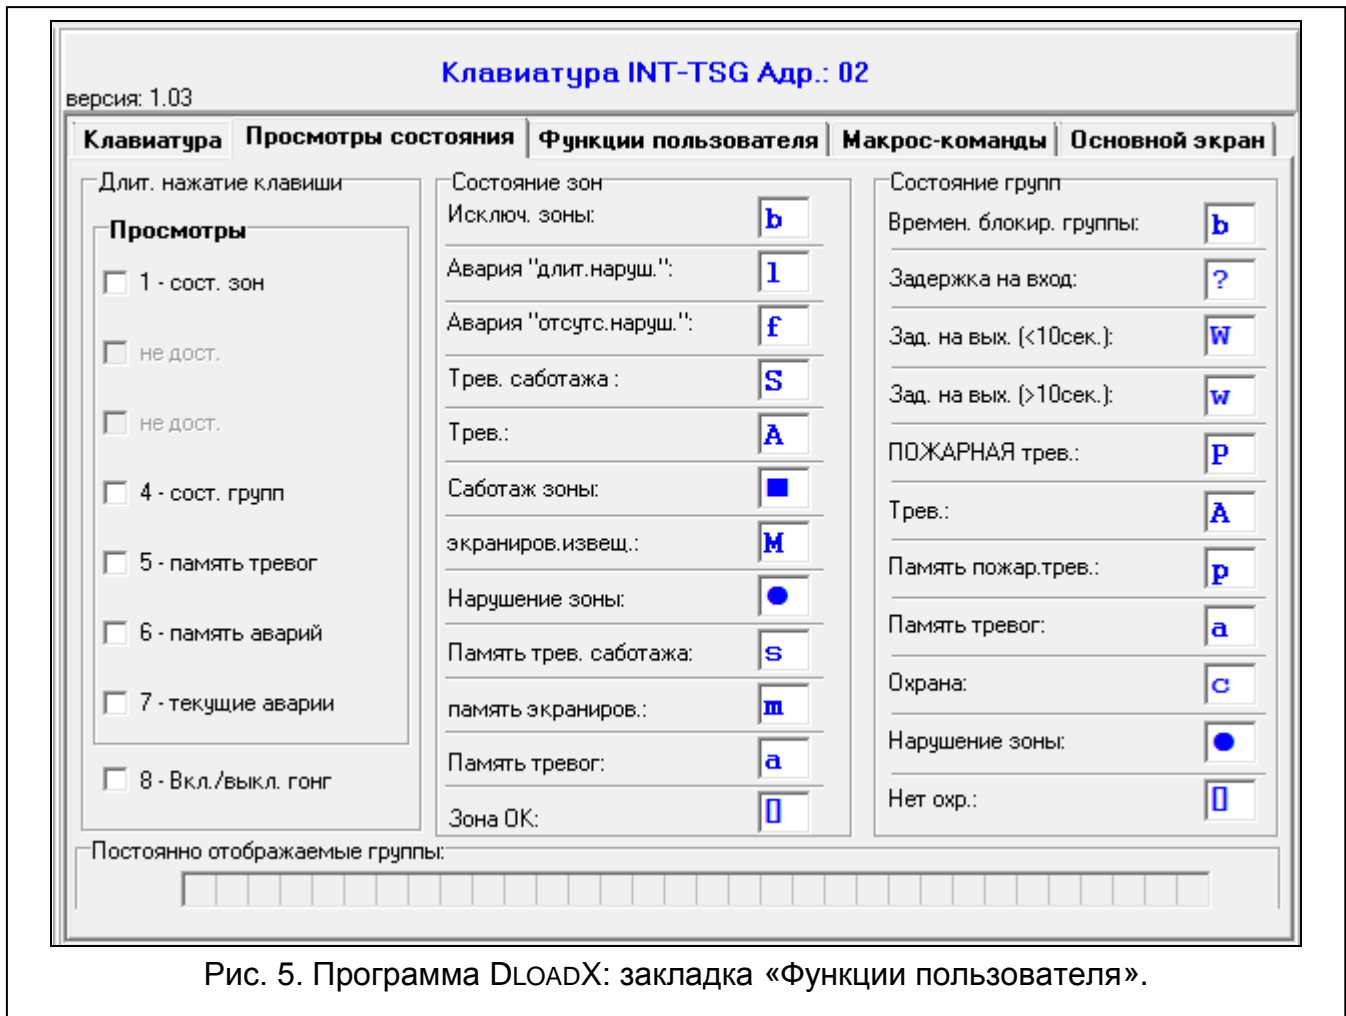 Клавиатура INT-TSG Адр.: 02
версия: 1.03
Клавиатура
Просмотры состояния
Функции пользователя
Макрос-команды
Основной экран
Длит. нажатие клавиши
Просмотры
1 - сост. зон
не дост.
не дост.
4 - сост. групп
5 - память тревог
6 - память аварий
7 - текущие аварии
8 - Вкл./выкл. гонг
Состояние зон
Исключ. зоны: b
Авария "длит.наруш.": l
Авария "отсутс.наруш.": f
Трев. саботажа : S
Трев.: A
Саботаж зоны: ■
экраниров.извещ.: M
Нарушение зоны: ●
Память трев. саботажа: s
память экраниров.: m
Память тревог: a
Зона OK: ▯
Состояние групп
Времен. блокир. группы: b
Задержка на вход: ?
Зад. на вых. (<10сек.): W
Зад. на вых. (>10сек.): w
ПОЖАРНАЯ трев.: P
Трев.: A
Память пожар.трев.: p
Память тревог: a
Охрана: c
Нарушение зоны: ●
Нет охр.: ▯
Постоянно отображаемые группы:
Рис. 5. Программа DLOADX: закладка «Функции пользователя».